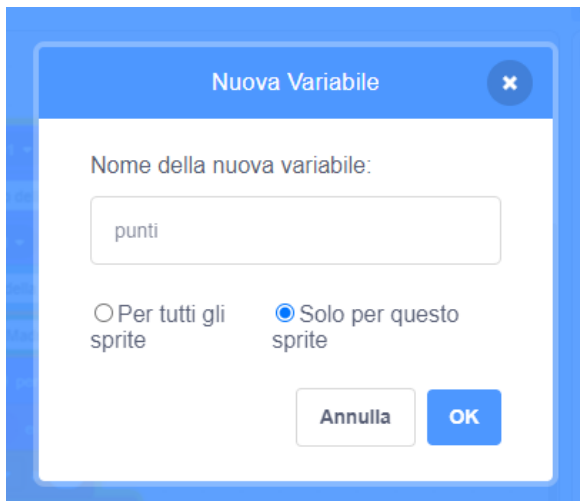 Nuova Variabile
Nome della nuova variabile:
punti
Per tutti gli
sprite
Solo per questo
sprite
Annulla
OK